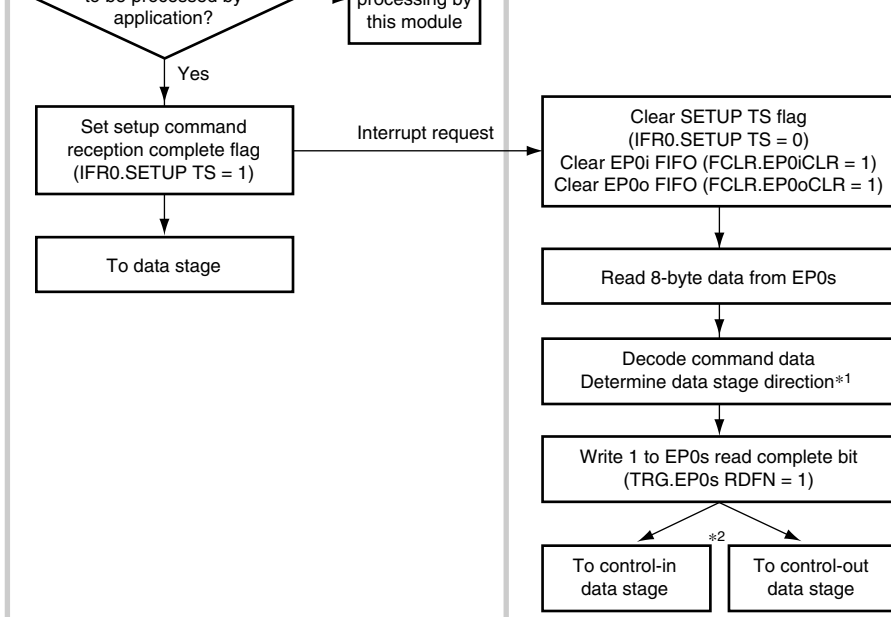 to be processed by
application?
processing by
this module
Yes
Set setup command
reception complete flag
(IFR0.SETUP TS = 1)
Interrupt request
To data stage
Clear SETUP TS flag
(IFR0.SETUP TS = 0)
Clear EP0i FIFO (FCLR.EP0iCLR = 1)
Clear EP0o FIFO (FCLR.EP0oCLR = 1)
Read 8-byte data from EP0s
Decode command data
Determine data stage direction*1
Write 1 to EP0s read complete bit
(TRG.EP0s RDFN = 1)
*2
To control-in
data stage
To control-out
data stage